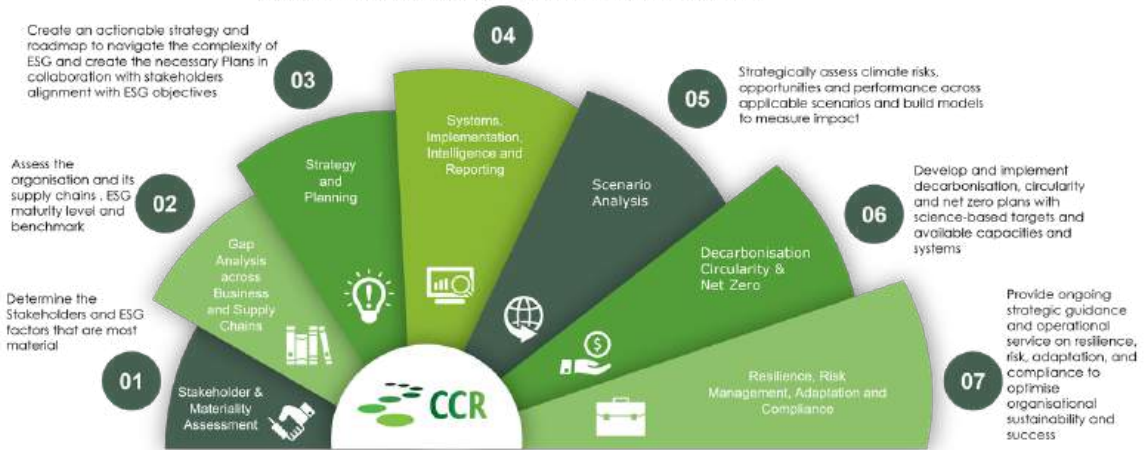 04
Create an actionable strategy and
roadmap to navigate the complexity of
ESG and create the necessary Plans in
collaboration with stakeholders
alignment with ESG objectives
03
05
Strategically assess climate risks,
opportunities and performance across
applicable scenarios and build models
to measure impact
Systems,
Implementation,
Intelligence and
Reporting
Strategy
and
Planning
Scenario
Analysis
Assess the
organisation and its
supply chains , ESG
maturity level and
benchmark
02
06
Develop and implement
decarbonisation, circularity
and net zero plans with
science-based targets and
available capacities and
systems
Gap
Analysis
across
Business
and Supply
Chains
Decarbonisation
Circularity &
Net Zero
Determine the
Stakeholders and ESG
factors that are most
material
01
Stakeholder &
Materiality
Assessment
CCR
Resilience, Risk
Management, Adaptation and
Compliance
07
Provide ongoing
strategic guidance
and operational
service on resilience,
risk, adaptation, and
compliance to
optimise
organisational
sustainability and
success